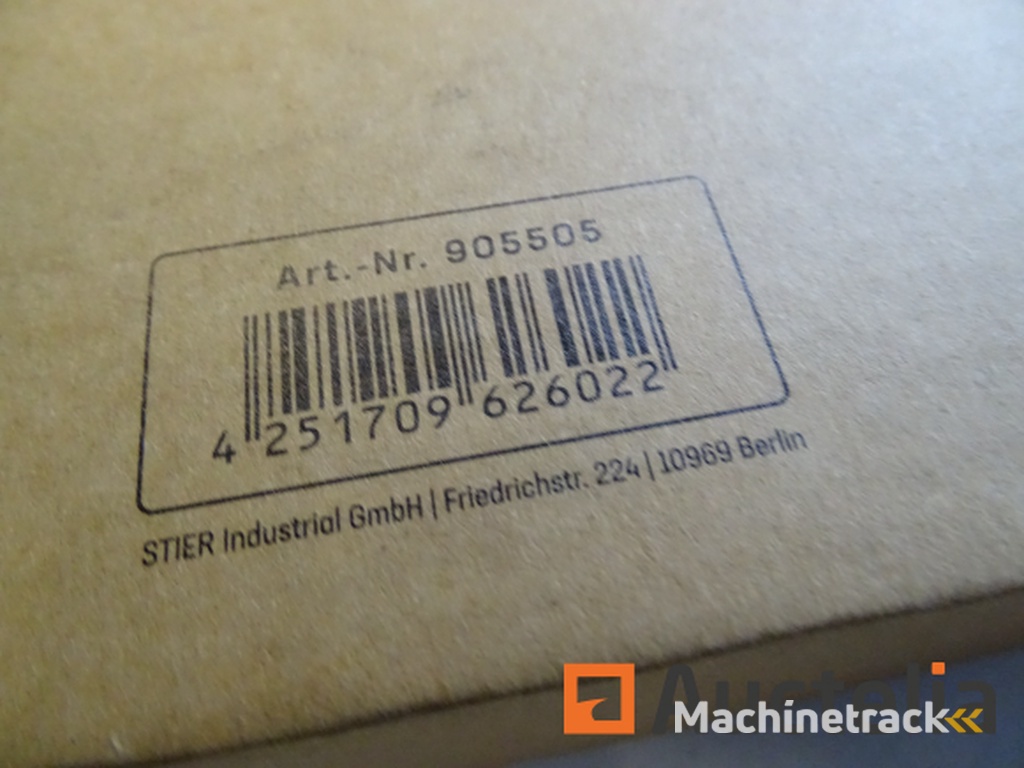 Art.-Nr. 905505
4 251709 626022
STIER Industrial GmbH | Friedrichstr. 224 | 10969 Berlin
Auctelia
Machinetrack